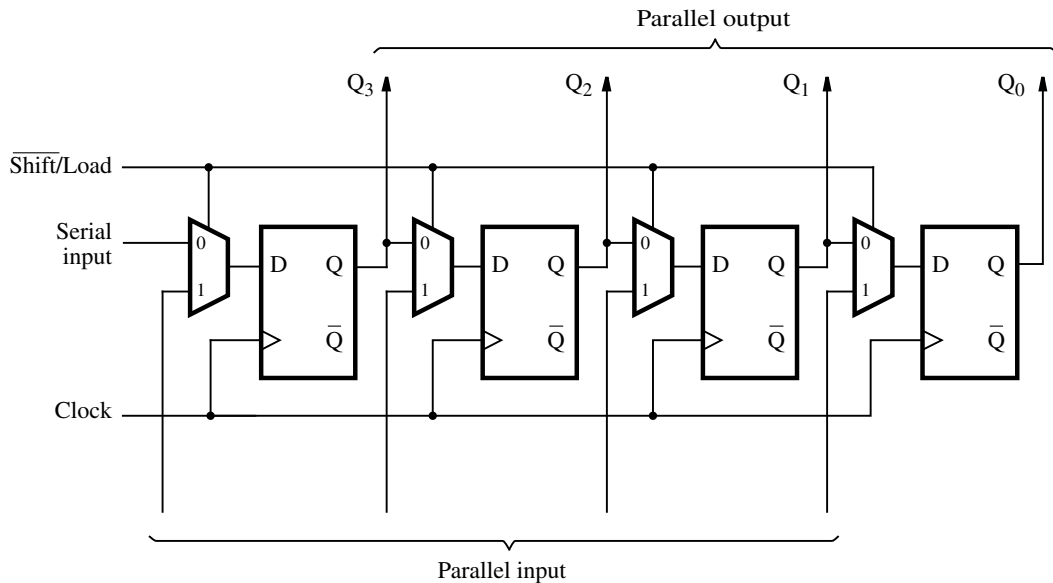 Parallel output
Q3 Q2 Q1 Q0
S̅h̅i̅f̅t̅/Load
Serial
input
0 0 0 0
D Q D Q D Q D Q
1 1 1 1
Q̅ Q̅ Q̅ Q̅
Clock
Parallel input